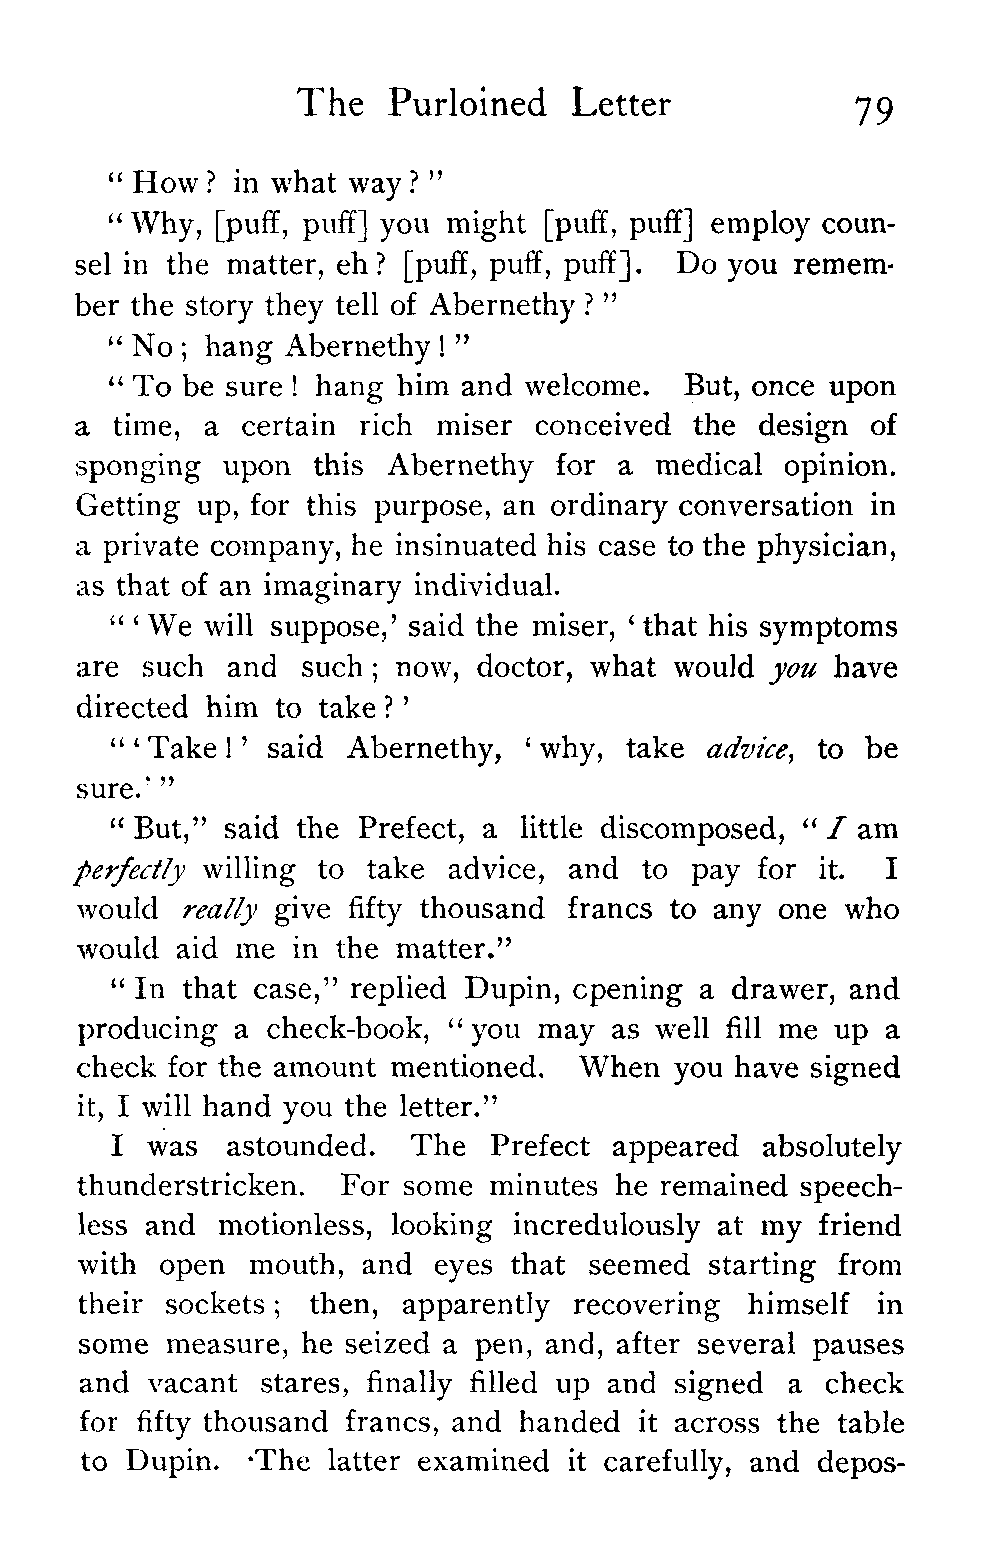 The Purloined Letter 79
" How ? in what way ? "
" Why, [puff, puff] you might [puff, puff] employ coun-
sel in the matter, eh ? [puff, puff, puff]. Do you remem-
ber the story they tell of Abernethy ? "
" No ; hang Abernethy ! "
" To be sure ! hang him and welcome. But, once upon
a time, a certain rich miser conceived the design of
sponging upon this Abernethy for a medical opinion.
Getting up, for this purpose, an ordinary conversation in
a private company, he insinuated his case to the physician,
as that of an imaginary individual.
" ' We will suppose,' said the miser, ' that his symptoms
are such and such ; now, doctor, what would you have
directed him to take ? '
" ' Take ! ' said Abernethy, ' why, take advice, to be
sure.' "
" But," said the Prefect, a little discomposed, " I am
perfectly willing to take advice, and to pay for it. I
would really give fifty thousand francs to any one who
would aid me in the matter."
" In that case," replied Dupin, opening a drawer, and
producing a check-book, " you may as well fill me up a
check for the amount mentioned. When you have signed
it, I will hand you the letter."
I was astounded. The Prefect appeared absolutely
thunderstricken. For some minutes he remained speech-
less and motionless, looking incredulously at my friend
with open mouth, and eyes that seemed starting from
their sockets ; then, apparently recovering himself in
some measure, he seized a pen, and, after several pauses
and vacant stares, finally filled up and signed a check
for fifty thousand francs, and handed it across the table
to Dupin. The latter examined it carefully, and depos-